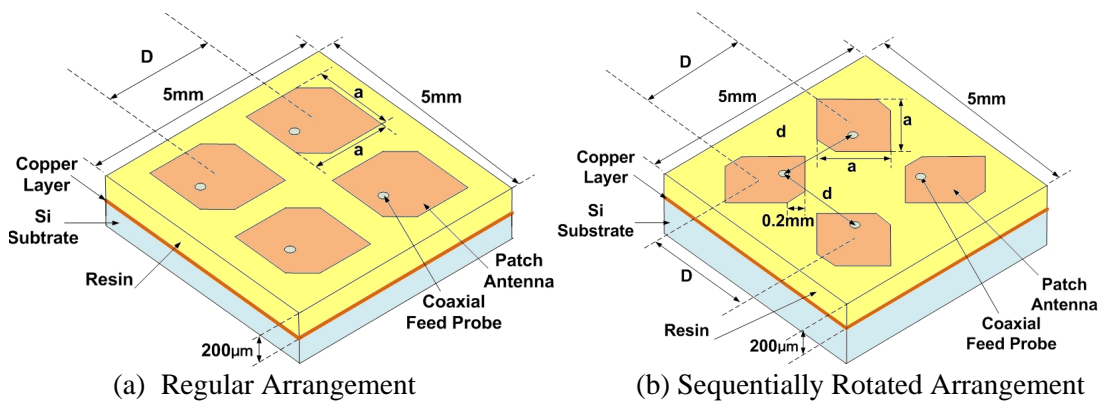 D
5mm
5mm
a
a
Copper
Layer
Si
Subtrate
Resin
200µm
Patch
Antenna
Coaxial
Feed Probe
(a) Regular Arrangement
D
5mm
5mm
d
a
a
d
0.2mm
Copper
Layer
Si
Substrate
D
Resin
200µm
Patch
Antenna
Coaxial
Feed Probe
(b) Sequentially Rotated Arrangement